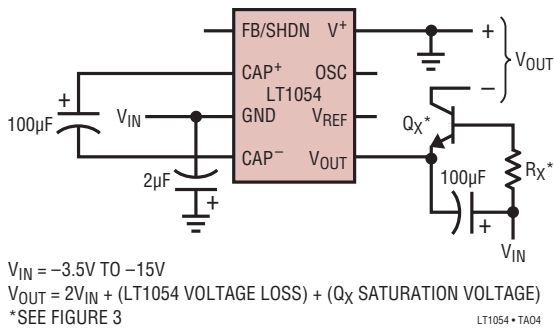 FB/SHDN V+
CAP+ OSC
LT1054
GND VREF
CAP− VOUT
+
100µF
VIN
2µF
+
+
VOUT
−
QX*
RX*
100µF
+
VIN
VIN = −3.5V TO −15V
VOUT = 2VIN + (LT1054 VOLTAGE LOSS) + (QX SATURATION VOLTAGE)
*SEE FIGURE 3
LT1054 • TA04